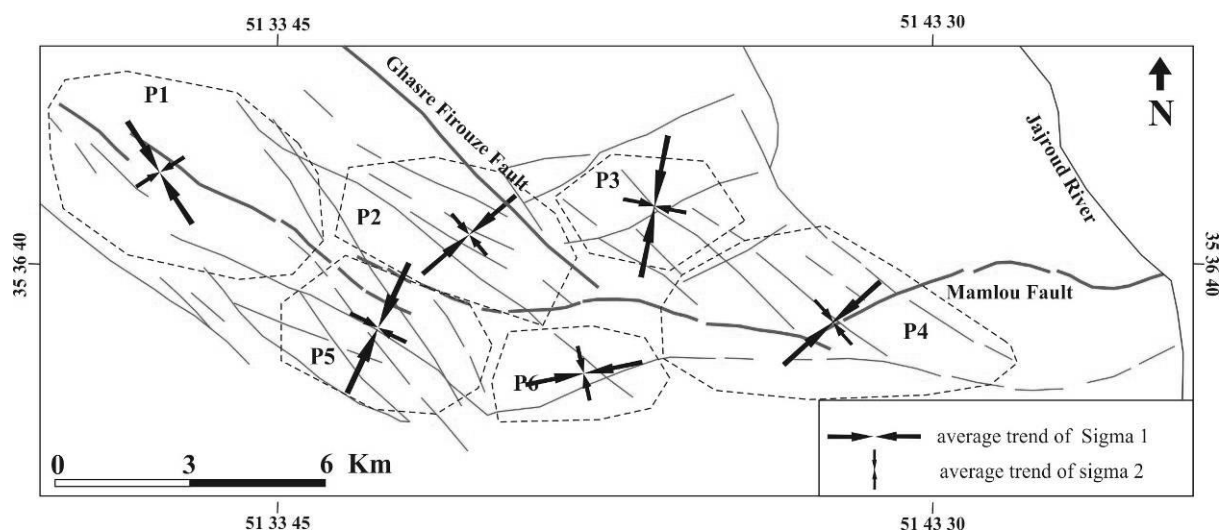 51 33 45
51 43 30
P1
Ghasre Firouze Fault
N
Jajroud River
P3
P2
35 36 40
35 36 40
Mamlou Fault
P4
P5
P6
average trend of Sigma 1
average trend of sigma 2
0 3 6 Km
51 33 45
51 43 30